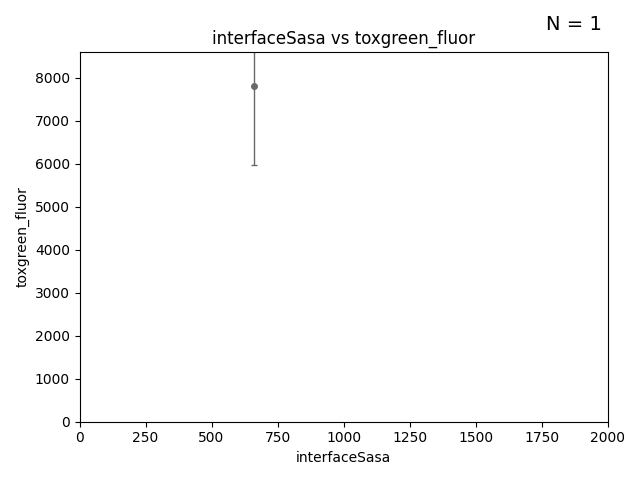 N = 1
interfaceSasa vs toxgreen_fluor
8000
7000
6000
5000
4000
3000
2000
1000
0
toxgreen_fluor
0 250 500 750 1000 1250 1500 1750 2000
interfaceSasa